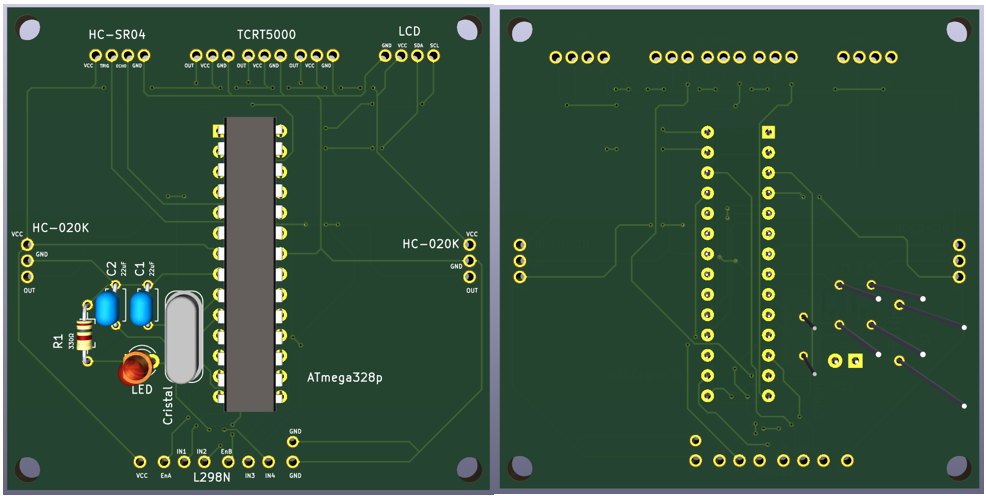 HC-SR04 TCRT5000 LCD
GND VCC SDA SCL
VCC TRIG ECHO GND OUT VCC GND OUT VCC GND OUT VCC GND
HC-020K
VCC
GND
OUT
HC-020K
VCC
GND
OUT
C2 22uF
C1 22uF
R1 330Ω
LED
Cristal
ATmega328p
GND
IN1 IN2 EnB
VCC EnA IN3 IN4 GND
L298N